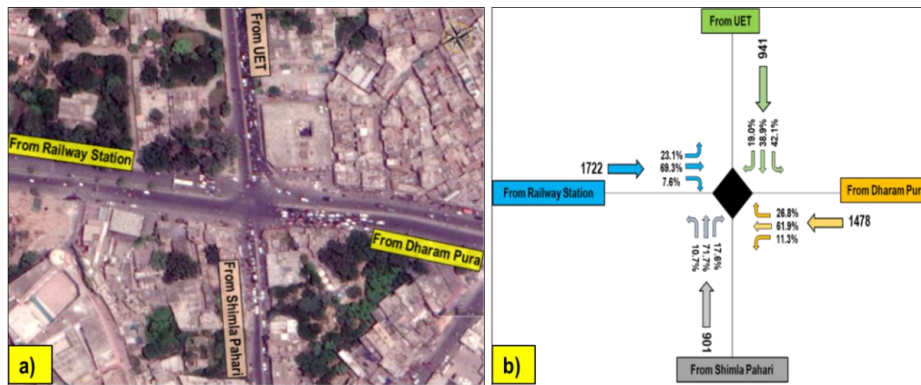 From UET
From Railway Station
From Dharam Pura
From Shimla Pahari
a)
From UET
941
19.0%
38.9%
42.1%
1722
23.1%
69.3%
7.6%
From Railway Station
From Dharam Pura
26.8%
61.9%
11.3%
1478
10.7%
71.7%
17.6%
906
From Shimla Pahari
b)